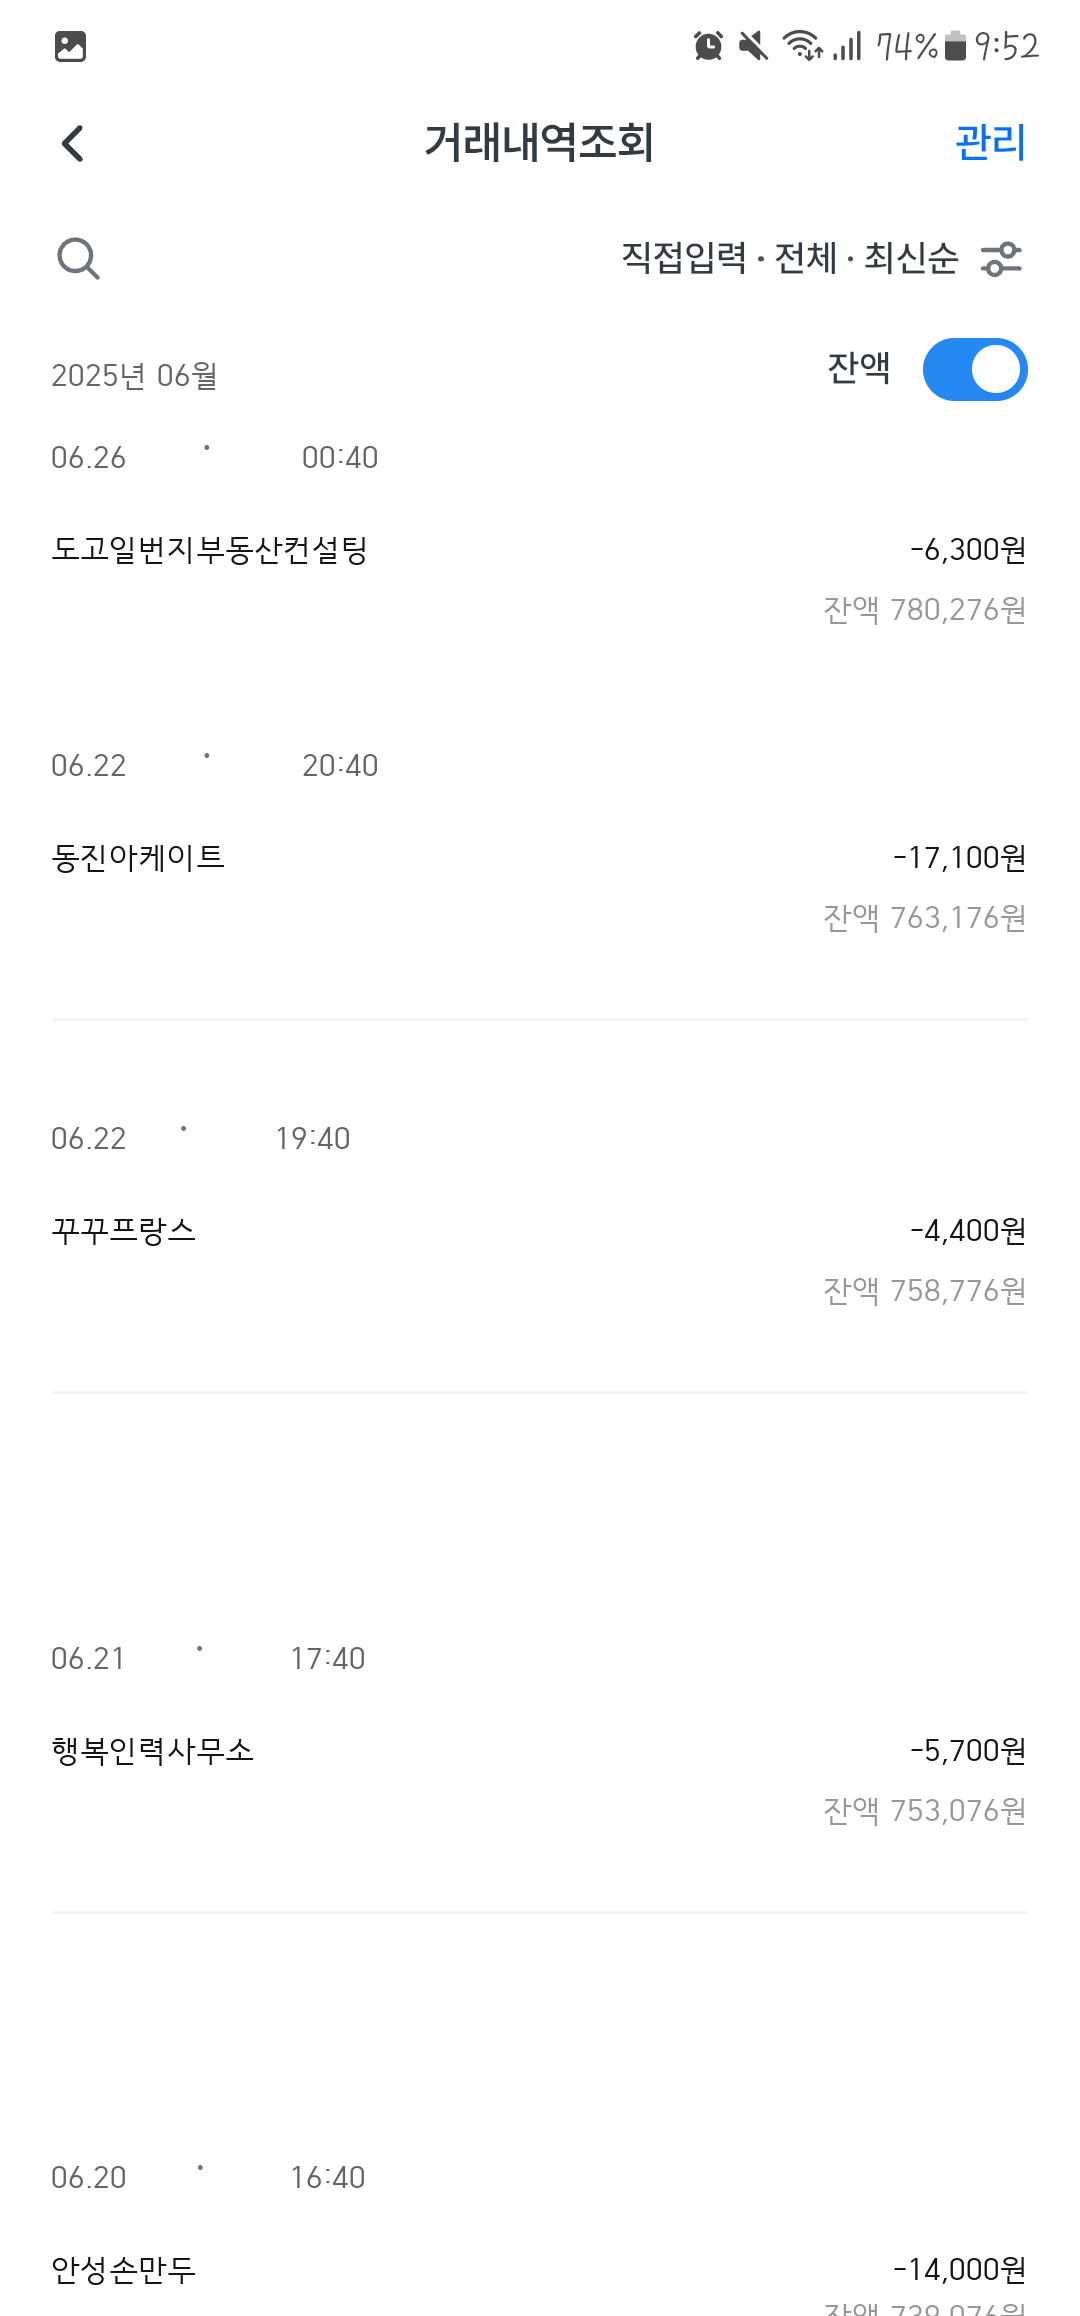 74% 9:52
거래내역조회 관리
직접입력 · 전체 · 최신순
2025년 06월 잔액
06.26 · 00:40
도고일번지부동산컨설팅 -6,300원
잔액 780,276원
06.22 · 20:40
동진아케이트 -17,100원
잔액 763,176원
06.22 · 19:40
꾸꾸프랑스 -4,400원
잔액 758,776원
06.21 · 17:40
행복인력사무소 -5,700원
잔액 753,076원
06.20 · 16:40
안성손만두 -14,000원
잔액